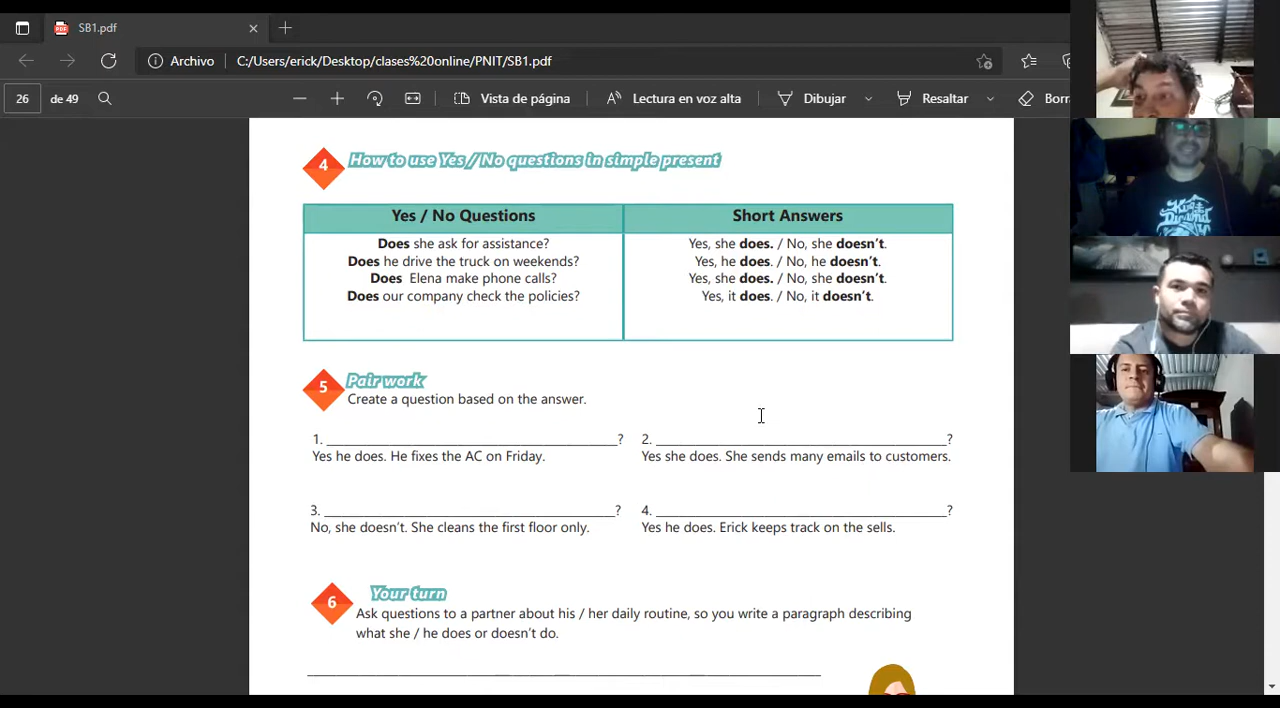 SB1.pdf
Archivo
C:/Users/erick/Desktop/clases%20online/PNIT/SB1.pdf
26 de 49
Vista de página
Lectura en voz alta
Dibujar
Resaltar
Borra
4 How to use Yes / No questions in simple present
Yes / No Questions
Does she ask for assistance?
Does he drive the truck on weekends?
Does Elena make phone calls?
Does our company check the policies?
Short Answers
Yes, she does. / No, she doesn't.
Yes, he does. / No, he doesn't.
Yes, she does. / No, she doesn't.
Yes, it does. / No, it doesn't.
5 Pair work
Create a question based on the answer.
1. ________________________________________?
Yes he does. He fixes the AC on Friday.
2. ________________________________________?
Yes she does. She sends many emails to customers.
3. ________________________________________?
No, she doesn't. She cleans the first floor only.
4. ________________________________________?
Yes he does. Erick keeps track on the sells.
6 Your turn
Ask questions to a partner about his / her daily routine, so you write a paragraph describing
what she / he does or doesn't do.